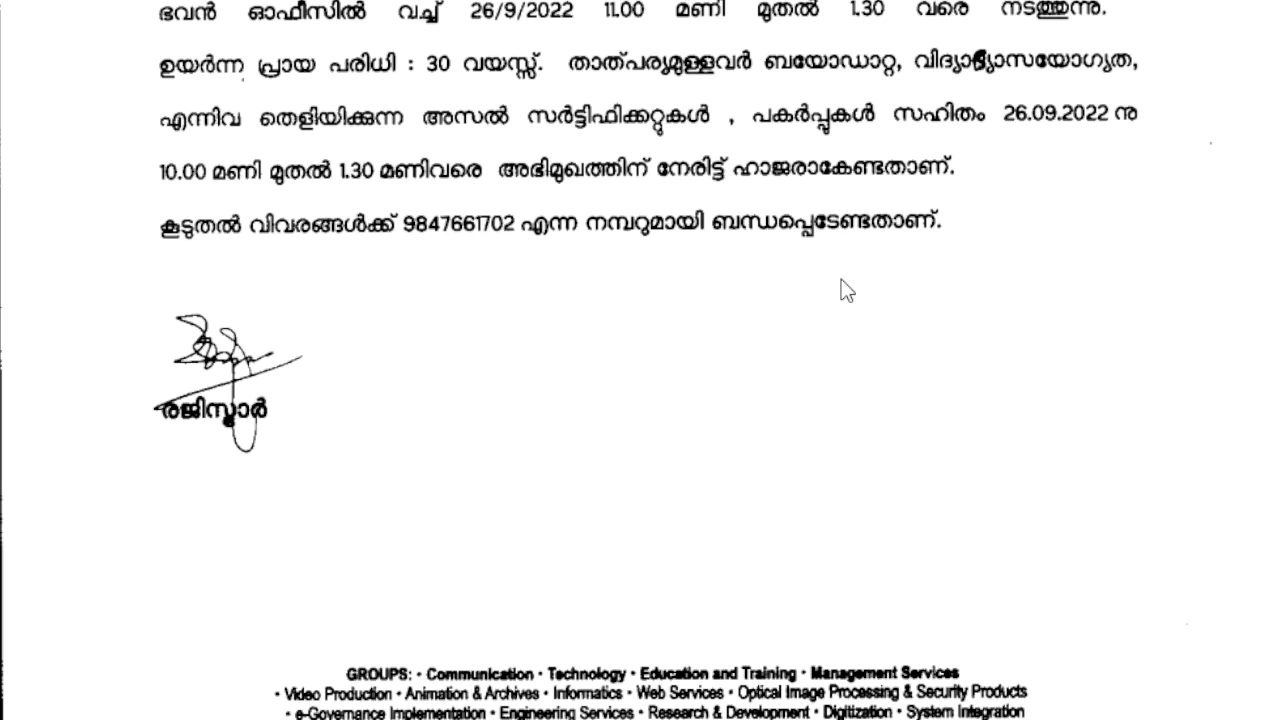 ഭവൻ ഓഫീസിൽ വച്ച് 26/9/2022 11.00 മണി മുതൽ 1.30 വരെ നടത്തുന്നു.
ഉയർന്ന പ്രായ പരിധി : 30 വയസ്സ്. താത്പര്യമുള്ളവർ ബയോഡാറ്റ, വിദ്യാഭ്യാസയോഗ്യത,
എന്നിവ തെളിയിക്കുന്ന അസൽ സർട്ടിഫിക്കറ്റുകൾ , പകർപ്പുകൾ സഹിതം 26.09.2022 നു
10.00 മണി മുതൽ 1.30 മണിവരെ അഭിമുഖത്തിന് നേരിട്ട് ഹാജരാകേണ്ടതാണ്.
കൂടുതൽ വിവരങ്ങൾക്ക് 9847661702 എന്ന നമ്പറുമായി ബന്ധപ്പെടേണ്ടതാണ്.
രജിസ്ട്രാർ
GROUPS: • Communication • Technology • Education and Training • Management Services
• Video Production • Animation & Archives • Informatics • Web Services • Optical Image Processing & Security Products
• e-Governance Implementation • Engineering Services • Research & Development • Digitization • System Integration